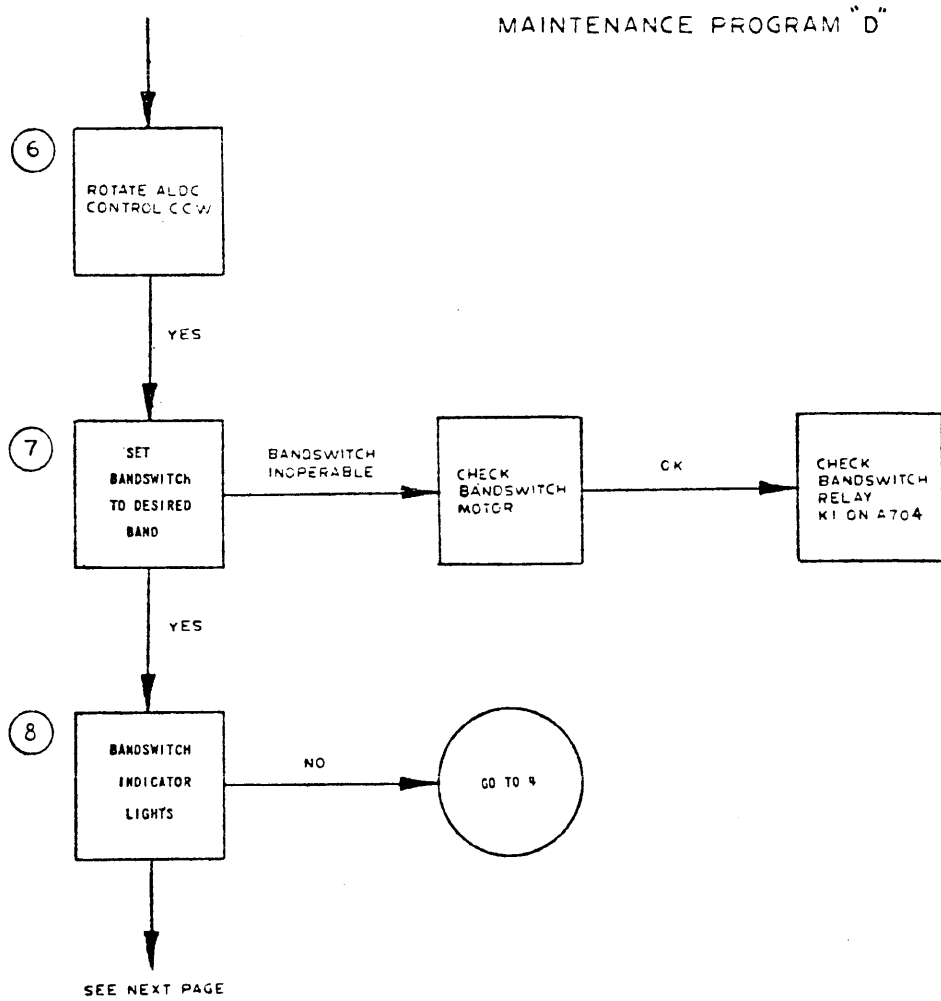 MAINTENANCE PROGRAM "D"
6
ROTATE ALDC
CONTROL CCW
YES
7
SET
BANDSWITCH
TO DESIRED
BAND
BANDSWITCH
INOPERABLE
CHECK
BANDSWITCH
MOTOR
OK
CHECK
BANDSWITCH
RELAY
K1 ON A704
YES
8
BANDSWITCH
INDICATOR
LIGHTS
NO
GO TO 4
SEE NEXT PAGE